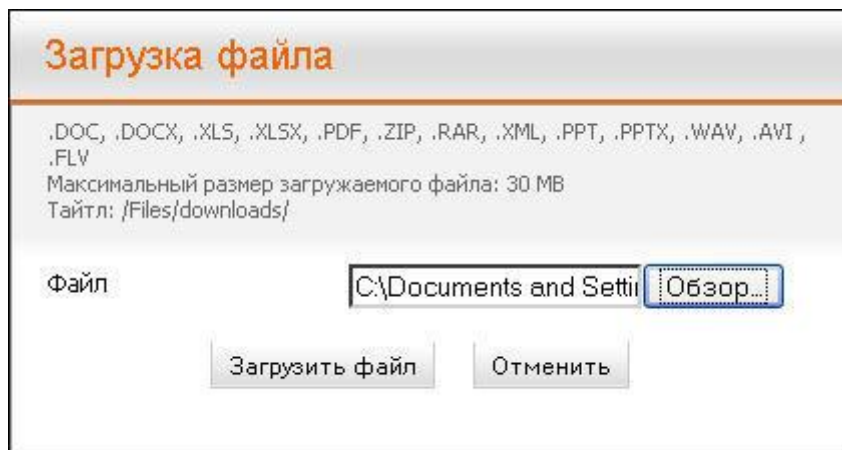 Загрузка файла
.DOC, .DOCX, .XLS, .XLSX, .PDF, .ZIP, .RAR, .XML, .PPT, .PPTX, .WAV, .AVI ,
.FLV
Максимальный размер загружаемого файла: 30 MB
Тайтл: /Files/downloads/
Файл C:\Documents and Setti Обзор...
Загрузить файл Отменить